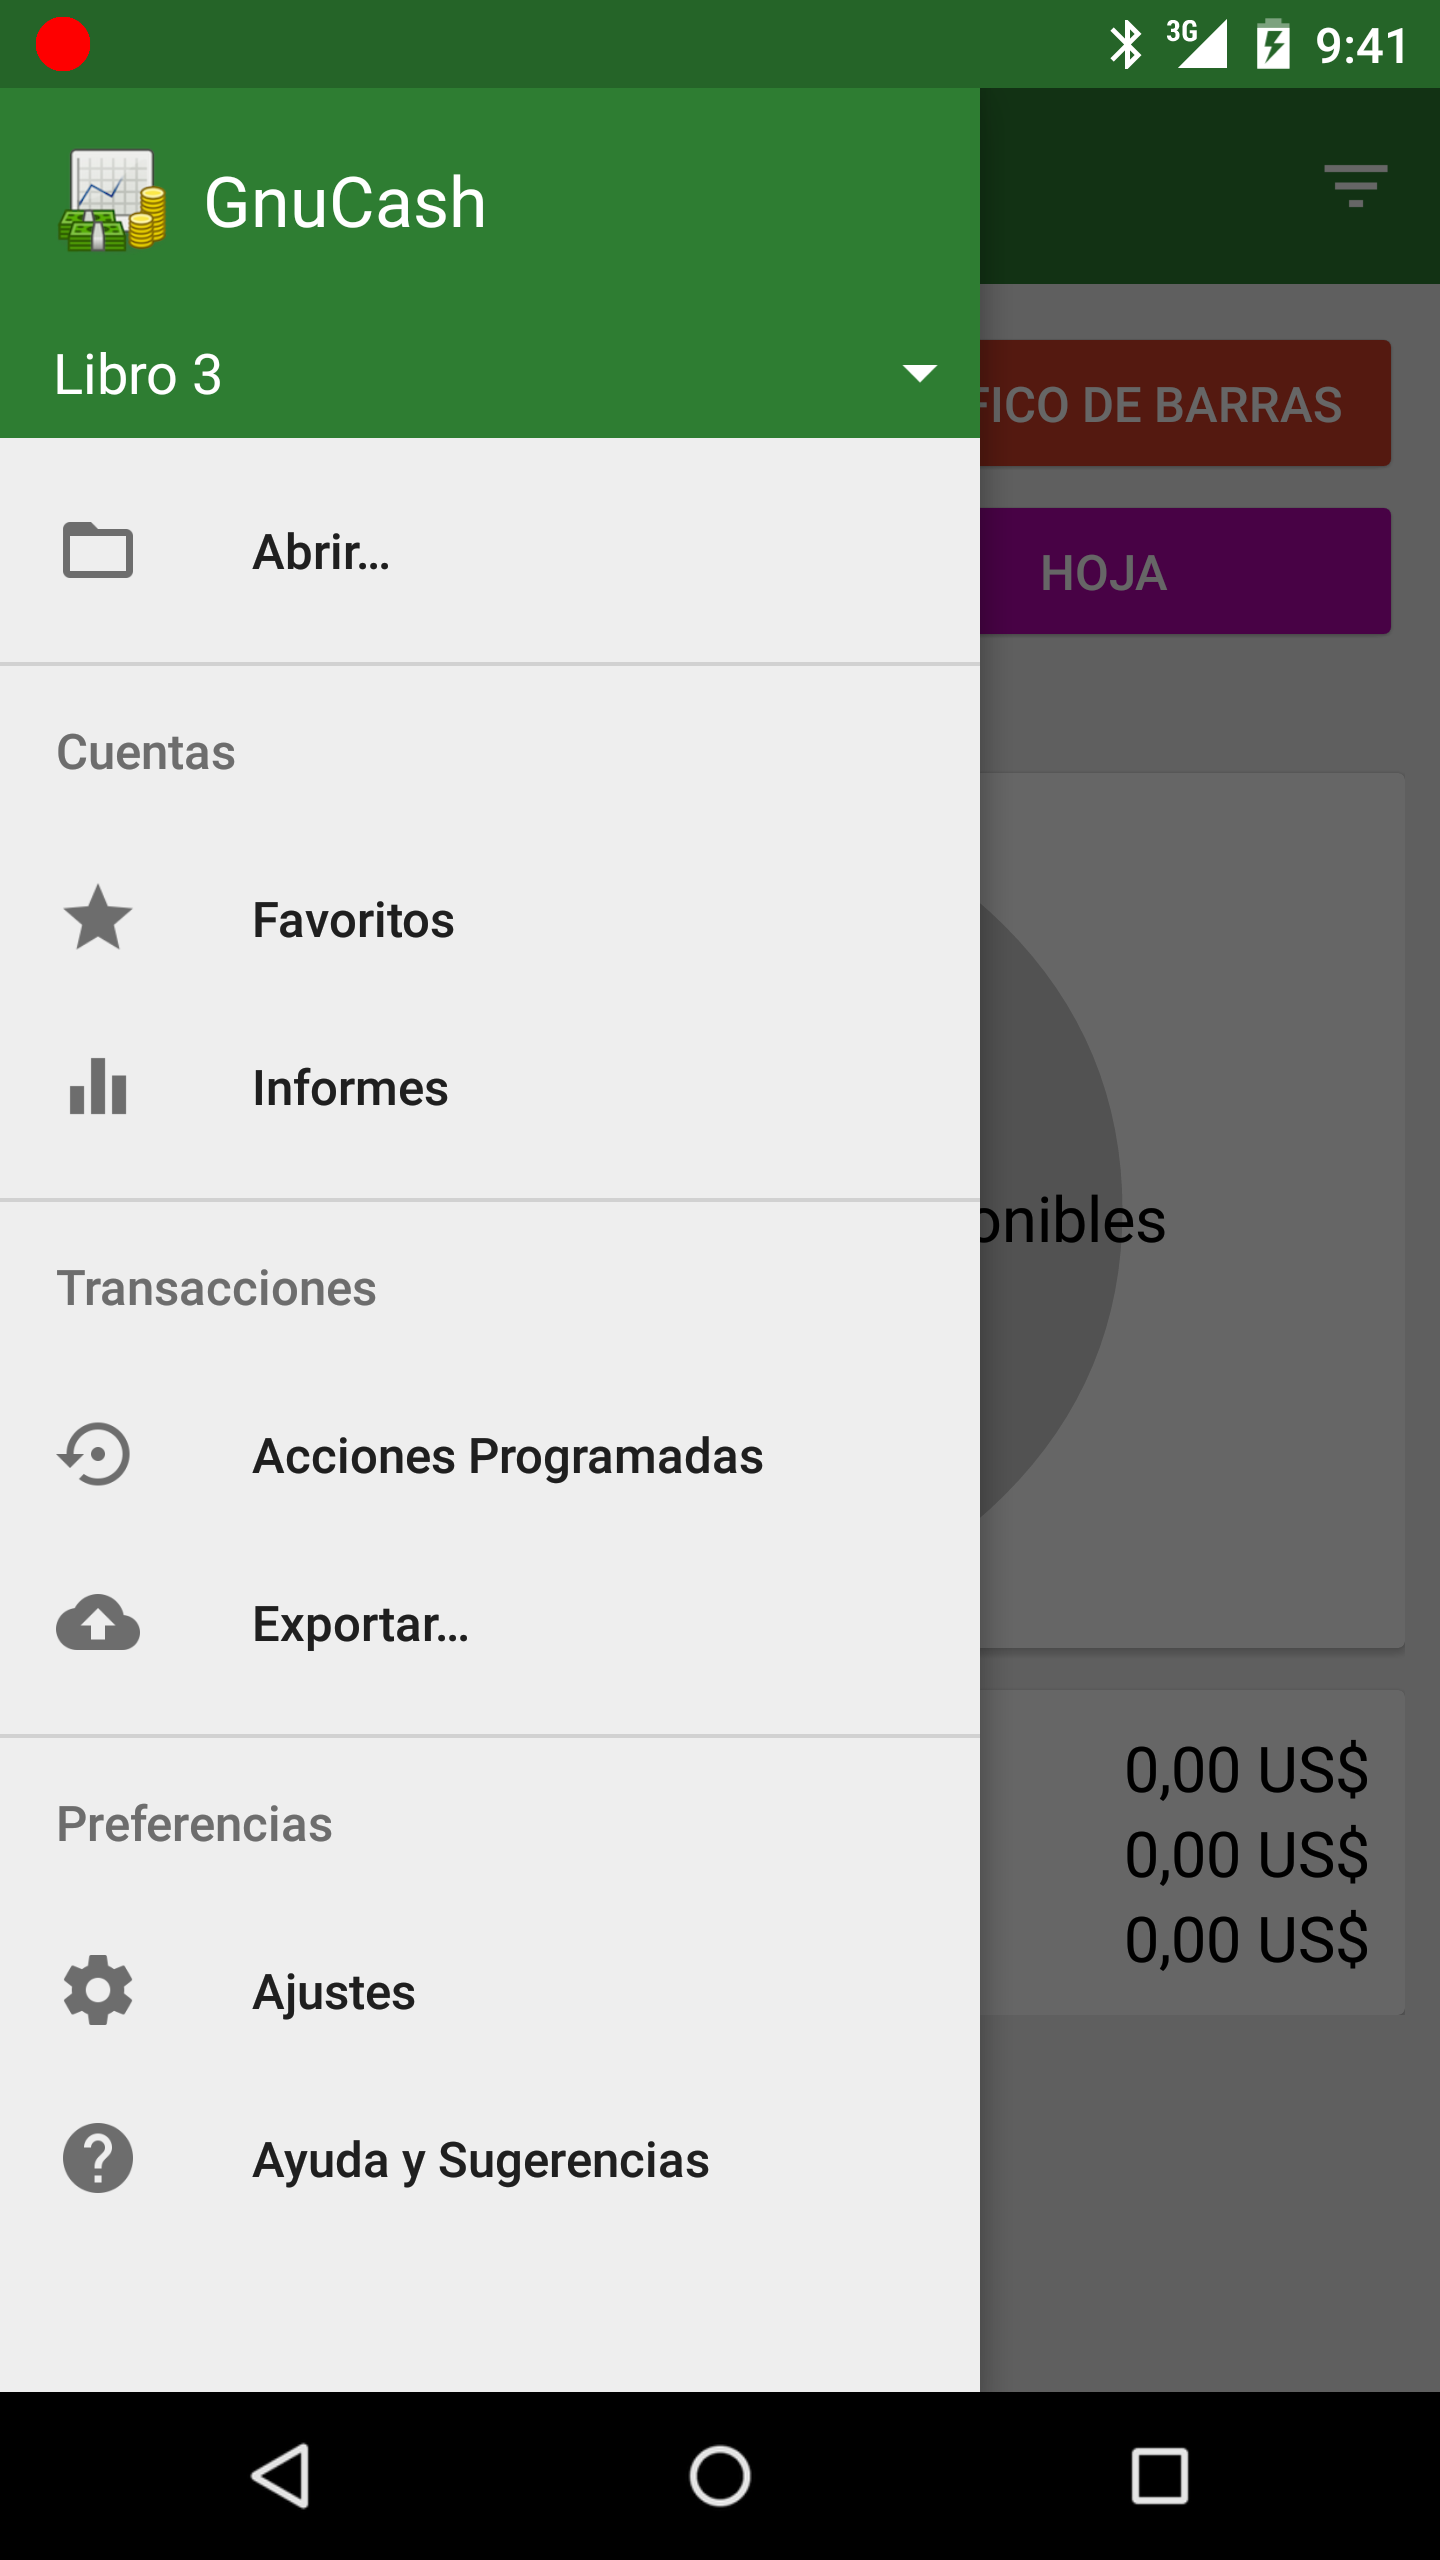 3G 9:41
GnuCash
Libro 3
FICO DE BARRAS
Abrir...
HOJA
Cuentas
Favoritos
Informes
onibles
Transacciones
Acciones Programadas
Exportar...
0,00 US$
Preferencias
0,00 US$
0,00 US$
Ajustes
Ayuda y Sugerencias